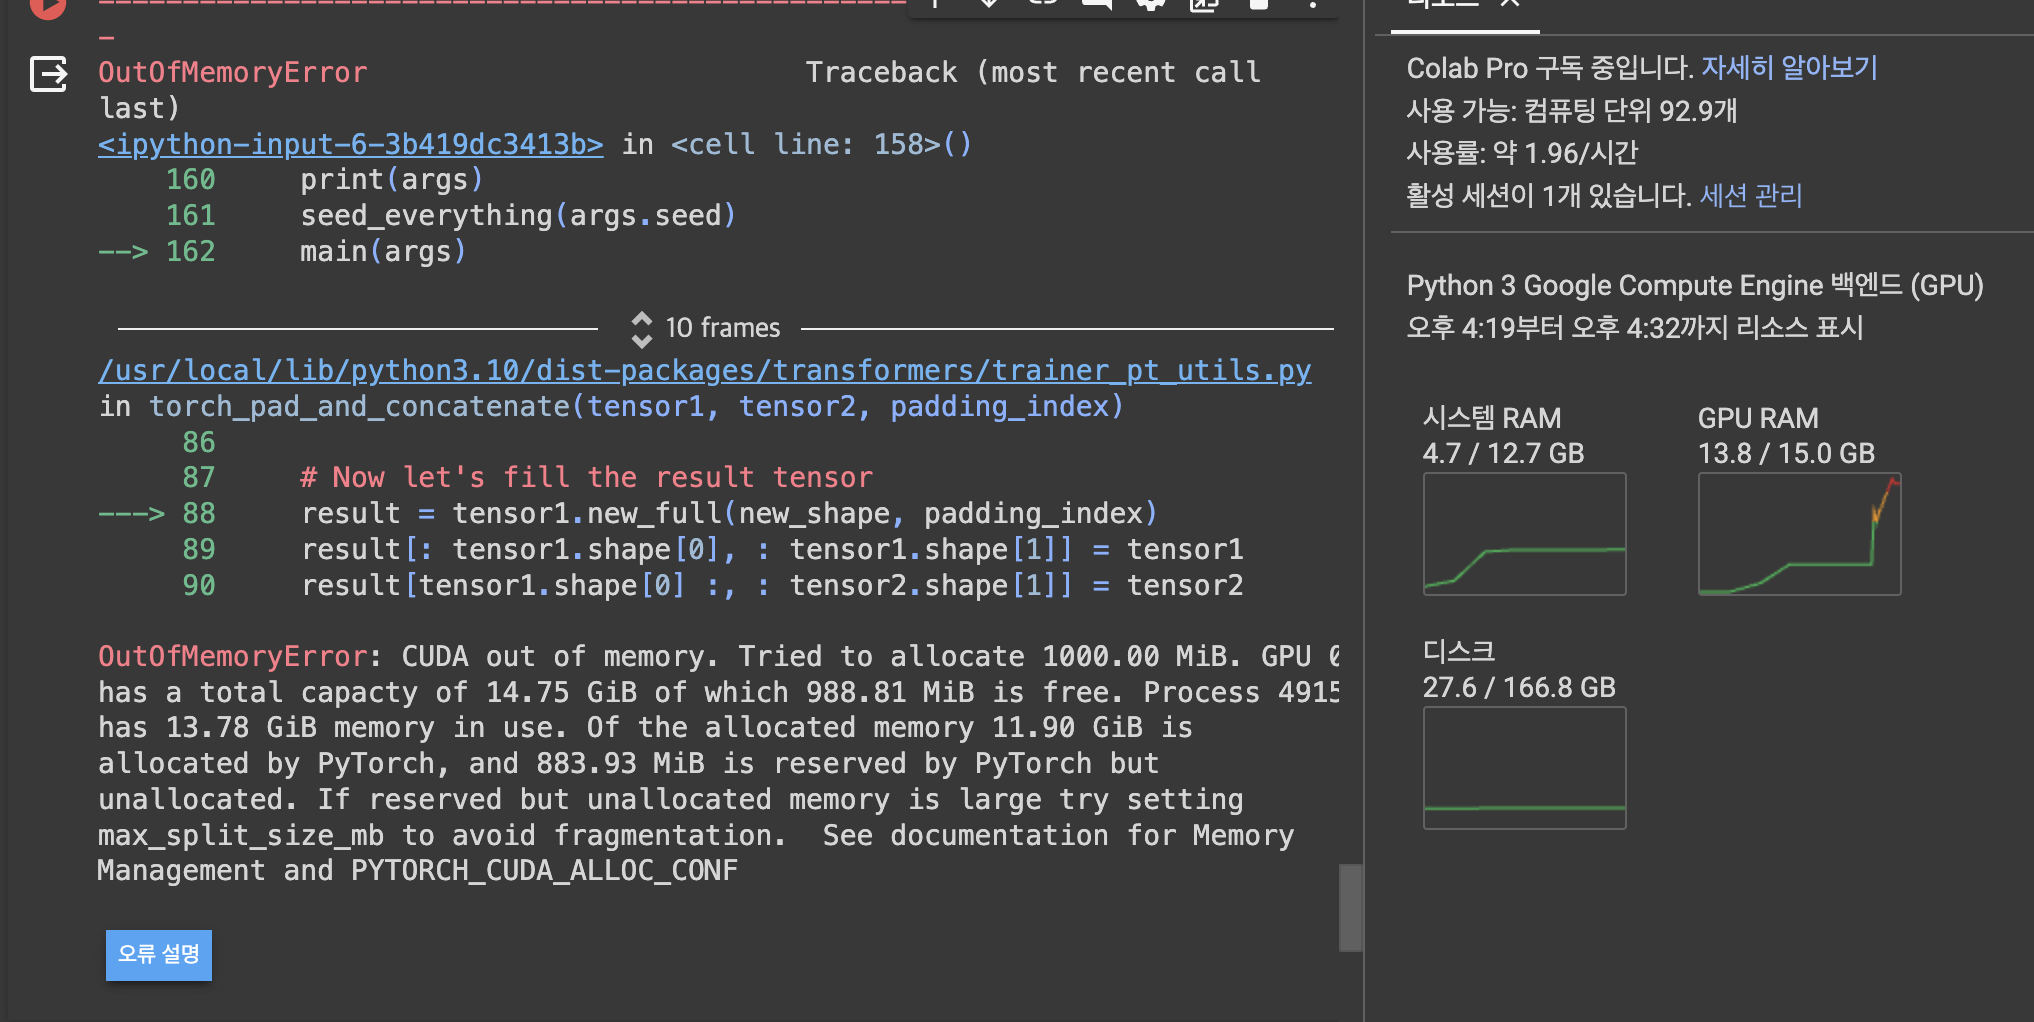 OutOfMemoryError                          Traceback (most recent call
last)
<ipython-input-6-3b419dc3413b> in <cell line: 158>()
    160     print(args)
    161     seed_everything(args.seed)
--> 162     main(args)
10 frames
/usr/local/lib/python3.10/dist-packages/transformers/trainer_pt_utils.py
in torch_pad_and_concatenate(tensor1, tensor2, padding_index)
     86
     87     # Now let's fill the result tensor
---> 88     result = tensor1.new_full(new_shape, padding_index)
     89     result[: tensor1.shape[0], : tensor1.shape[1]] = tensor1
     90     result[tensor1.shape[0] :, : tensor2.shape[1]] = tensor2
OutOfMemoryError: CUDA out of memory. Tried to allocate 1000.00 MiB. GPU 0
has a total capacty of 14.75 GiB of which 988.81 MiB is free. Process 4915
has 13.78 GiB memory in use. Of the allocated memory 11.90 GiB is
allocated by PyTorch, and 883.93 MiB is reserved by PyTorch but
unallocated. If reserved but unallocated memory is large try setting
max_split_size_mb to avoid fragmentation.  See documentation for Memory
Management and PYTORCH_CUDA_ALLOC_CONF
오류 설명
리소스 ×
Colab Pro 구독 중입니다. 자세히 알아보기
사용 가능: 컴퓨팅 단위 92.9개
사용률: 약 1.96/시간
활성 세션이 1개 있습니다. 세션 관리
Python 3 Google Compute Engine 백엔드 (GPU)
오후 4:19부터 오후 4:32까지 리소스 표시
시스템 RAM
4.7 / 12.7 GB
GPU RAM
13.8 / 15.0 GB
디스크
27.6 / 166.8 GB